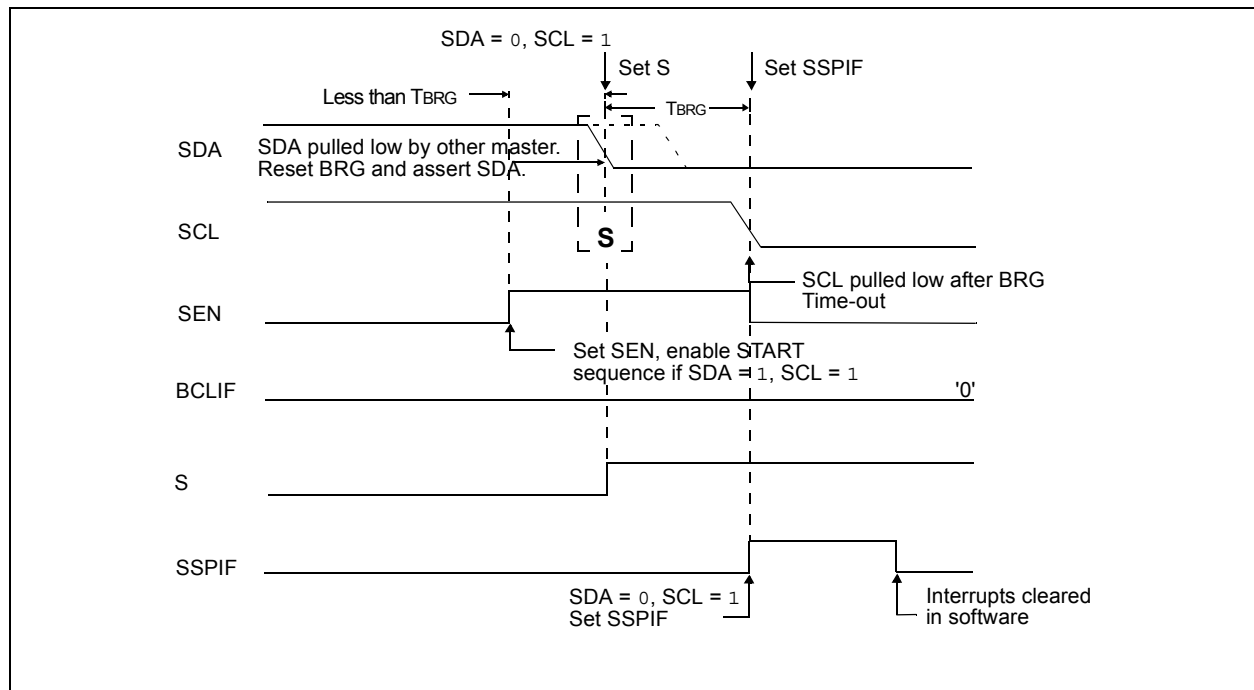 SDA = 0, SCL = 1
Set S
Set SSPIF
Less than TBRG
TBRG
SDA
SDA pulled low by other master.
Reset BRG and assert SDA.
SCL
S
SCL pulled low after BRG
Time-out
SEN
Set SEN, enable START
sequence if SDA = 1, SCL = 1
BCLIF
'0'
S
SSPIF
SDA = 0, SCL = 1
Set SSPIF
Interrupts cleared
in software